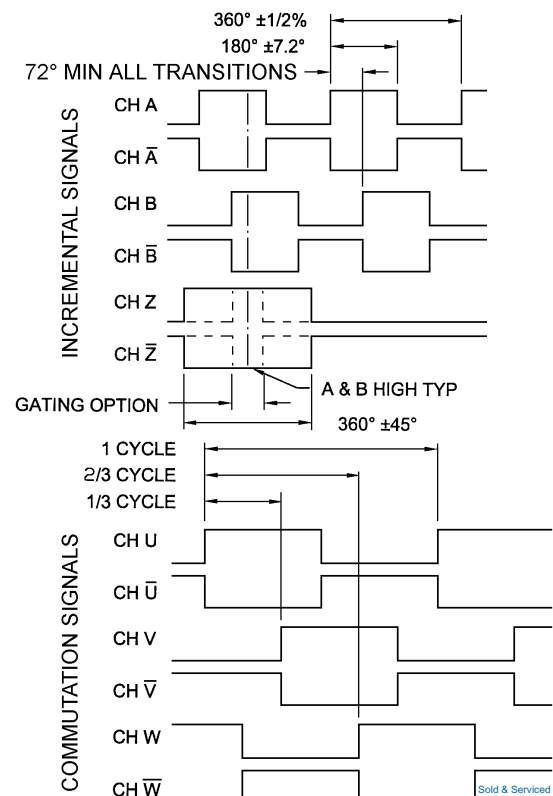 360° ±1/2%
180° ±7.2°
72° MIN ALL TRANSITIONS
INCREMENTAL SIGNALS
CH A
CH A̅
CH B
CH B̅
CH Z
CH Z̅
A & B HIGH TYP
GATING OPTION
360° ±45°
1 CYCLE
2/3 CYCLE
1/3 CYCLE
COMMUTATION SIGNALS
CH U
CH U̅
CH V
CH V̅
CH W
CH W̅
Sold & Serviced